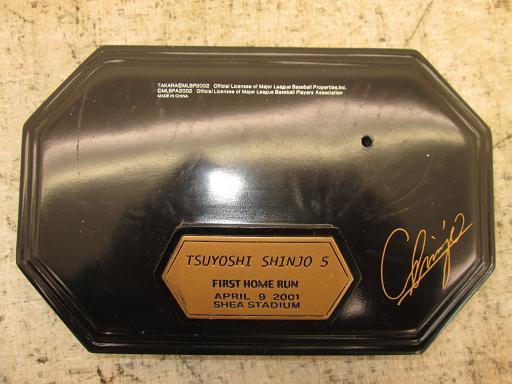 TAKARA©MLBP2002 Official Licensee of Major League Baseball Properties,Inc.
©MLBPA2002 Official Licensee of Major League Baseball Players Association
MADE IN CHINA
TSUYOSHI SHINJO 5
FIRST HOME RUN
APRIL 9 2001
SHEA STADIUM
Shinjo